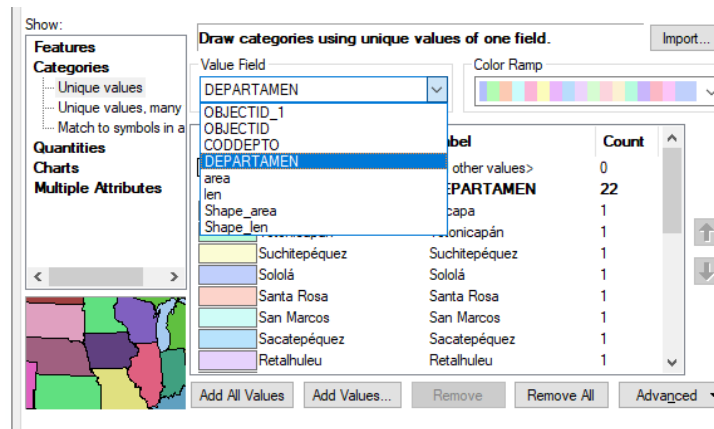 Show:
Features
Categories
Unique values
Unique values, many
Match to symbols in a
Quantities
Charts
Multiple Attributes
Draw categories using unique values of one field.
Import...
Value Field
DEPARTAMEN
Color Ramp
OBJECTID_1
OBJECTID
CODDEPTO
DEPARTAMEN
area
len
Shape_area
Shape_len
bel Count
other values> 0
EPARTAMEN 22
capa 1
tonicapán 1
Suchitepéquez Suchitepéquez 1
Sololá Sololá 1
Santa Rosa Santa Rosa 1
San Marcos San Marcos 1
Sacatepéquez Sacatepéquez 1
Retalhuleu Retalhuleu 1
Add All Values Add Values... Remove Remove All Advanced